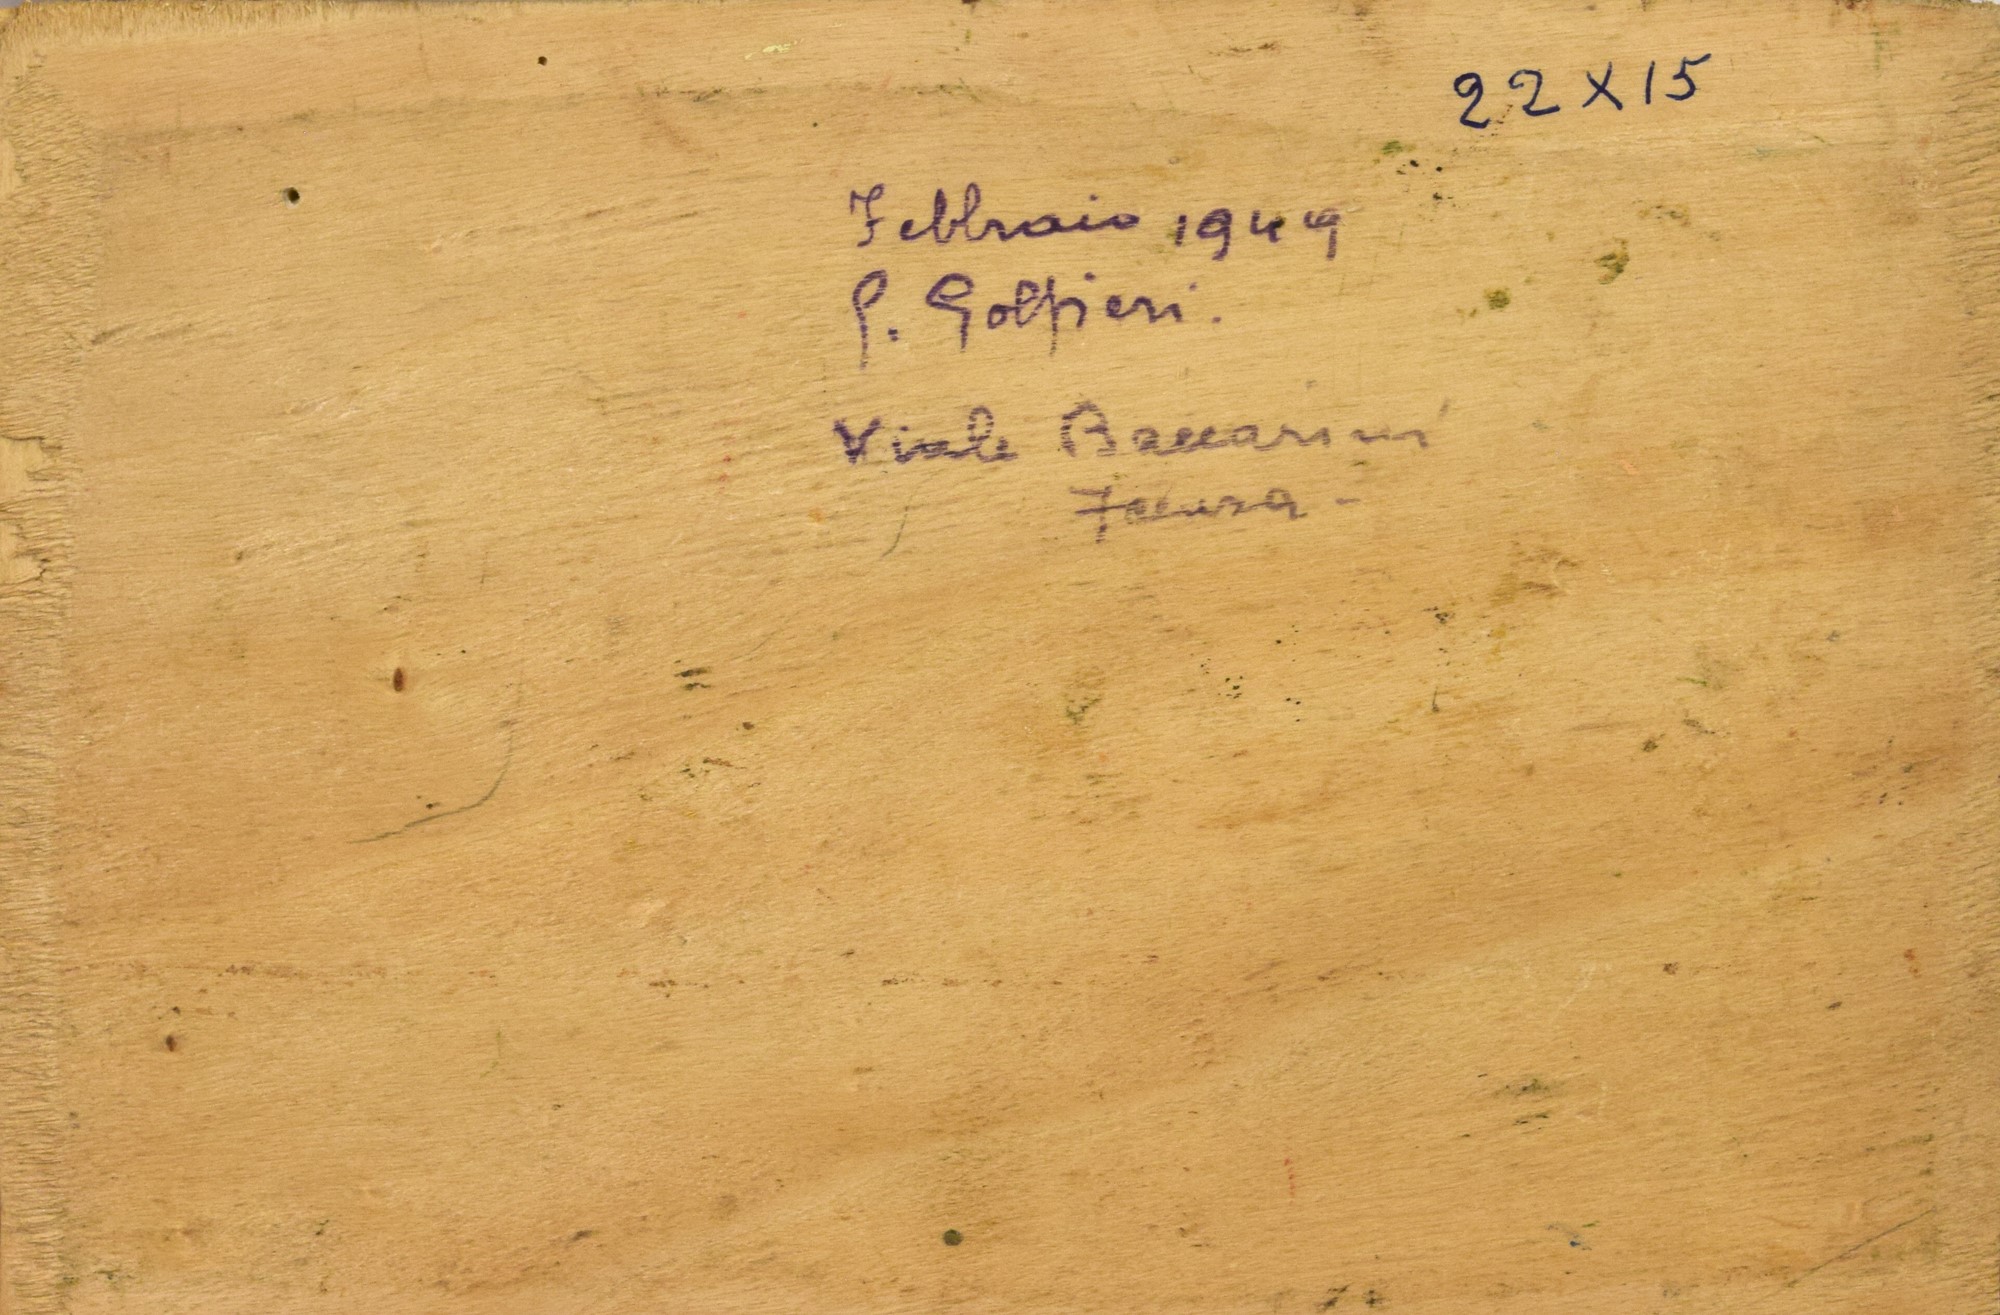 22 x 15
Febbraio 1949
G. Golfieri.
Viale Baccarini
Faenza -